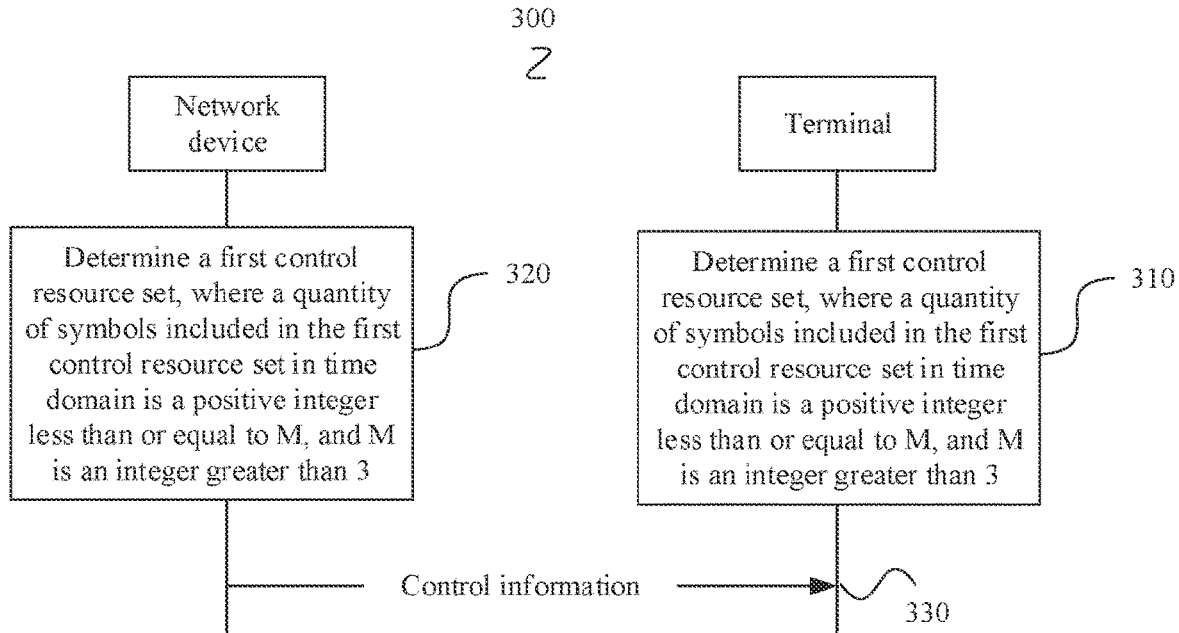 300
Network
device
Terminal
Determine a first control
resource set, where a quantity
of symbols included in the first
control resource set in time
domain is a positive integer
less than or equal to M, and M
is an integer greater than 3
320
Determine a first control
resource set, where a quantity
of symbols included in the first
control resource set in time
domain is a positive integer
less than or equal to M, and M
is an integer greater than 3
310
Control information
330